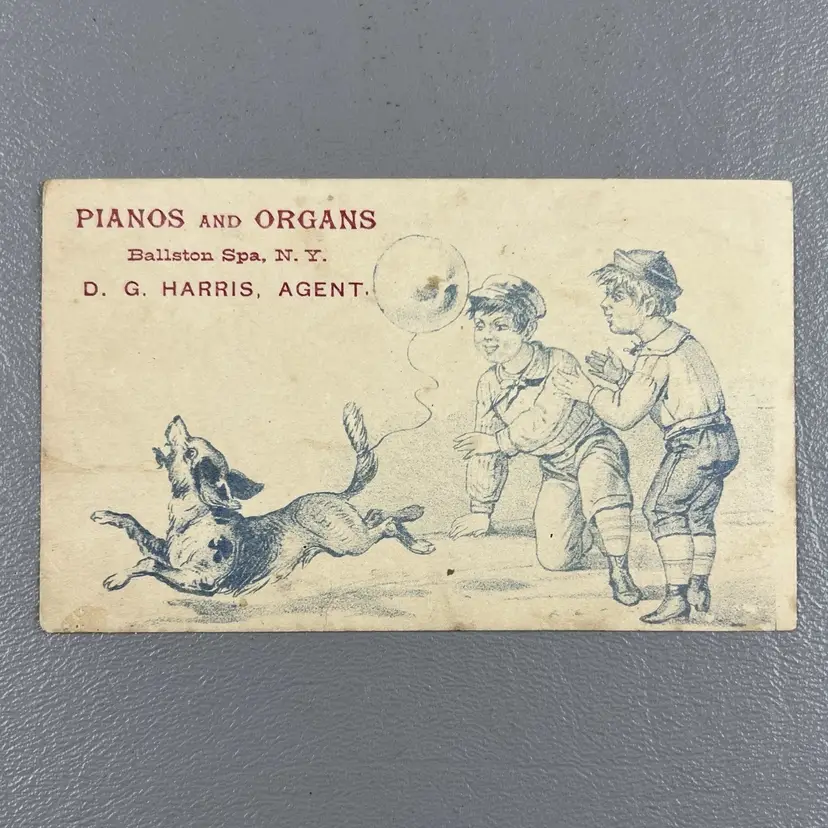 PIANOS AND ORGANS
Ballston Spa, N. Y.
D. G. HARRIS, AGENT.